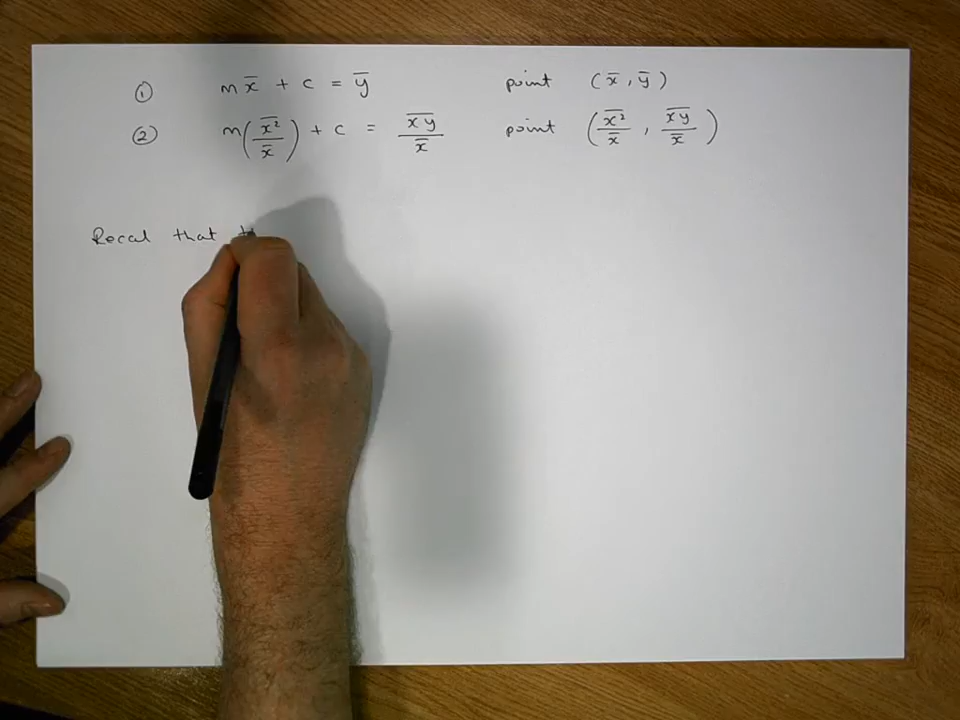 ① m x̅ + c = y̅ point (x̅, y̅)
② m(x̅²̅/x̅) + c = x̅y̅/x̅ point (x̅²̅/x̅, x̅y̅/x̅)
Recal that t